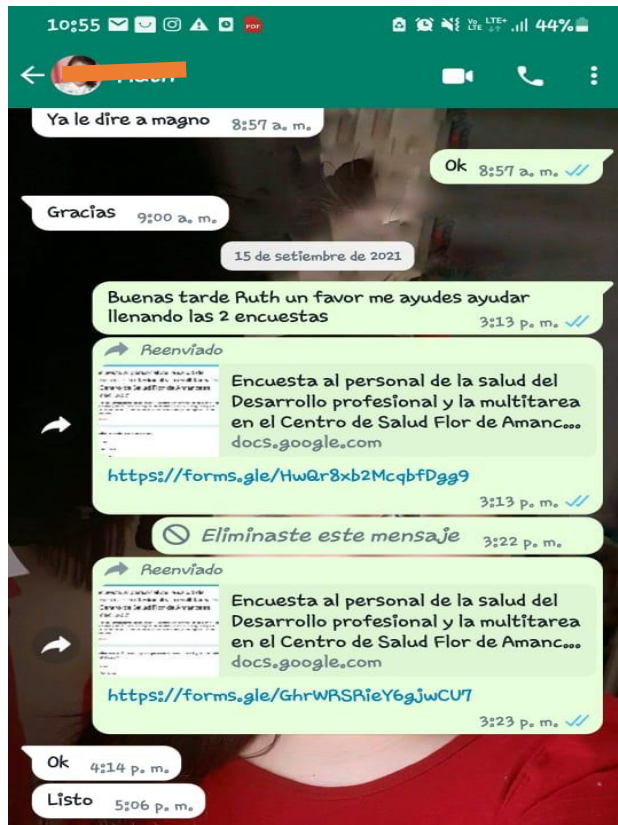 10:55
PDF
LTE LTE+ 44%
Ya le dire a magno 8:57 a. m.
Ok 8:57 a. m.
Gracias 9:00 a. m.
15 de setiembre de 2021
Buenas tarde Ruth un favor me ayudes ayudar
llenando las 2 encuestas
3:13 p. m.
Reenviado
Encuesta al personal de la salud del
Desarrollo profesional y la multitarea
en el Centro de Salud Flor de Amanc...
docs.google.com
https://forms.gle/HwQr8xb2McqbfDgg9
3:13 p. m.
Eliminaste este mensaje 3:22 p. m.
Reenviado
Encuesta al personal de la salud del
Desarrollo profesional y la multitarea
en el Centro de Salud Flor de Amanc...
docs.google.com
https://forms.gle/GhrWRSRieY6gjwCU7
3:23 p. m.
Ok 4:14 p. m.
Listo 5:06 p. m.